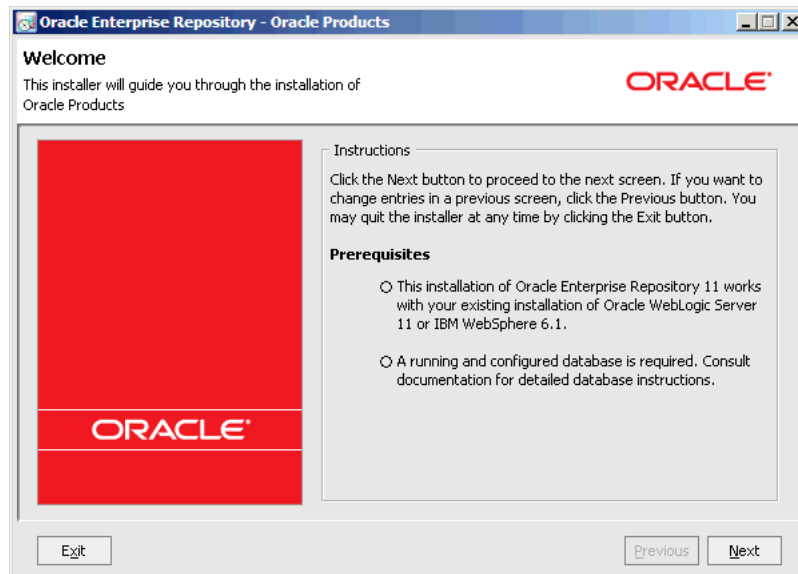 Oracle Enterprise Repository - Oracle Products
Welcome
This installer will guide you through the installation of
Oracle Products
ORACLE
Instructions
Click the Next button to proceed to the next screen. If you want to
change entries in a previous screen, click the Previous button. You
may quit the installer at any time by clicking the Exit button.
Prerequisites
This installation of Oracle Enterprise Repository 11 works
with your existing installation of Oracle WebLogic Server
11 or IBM WebSphere 6.1.
A running and configured database is required. Consult
documentation for detailed database instructions.
ORACLE
Exit
Previous
Next